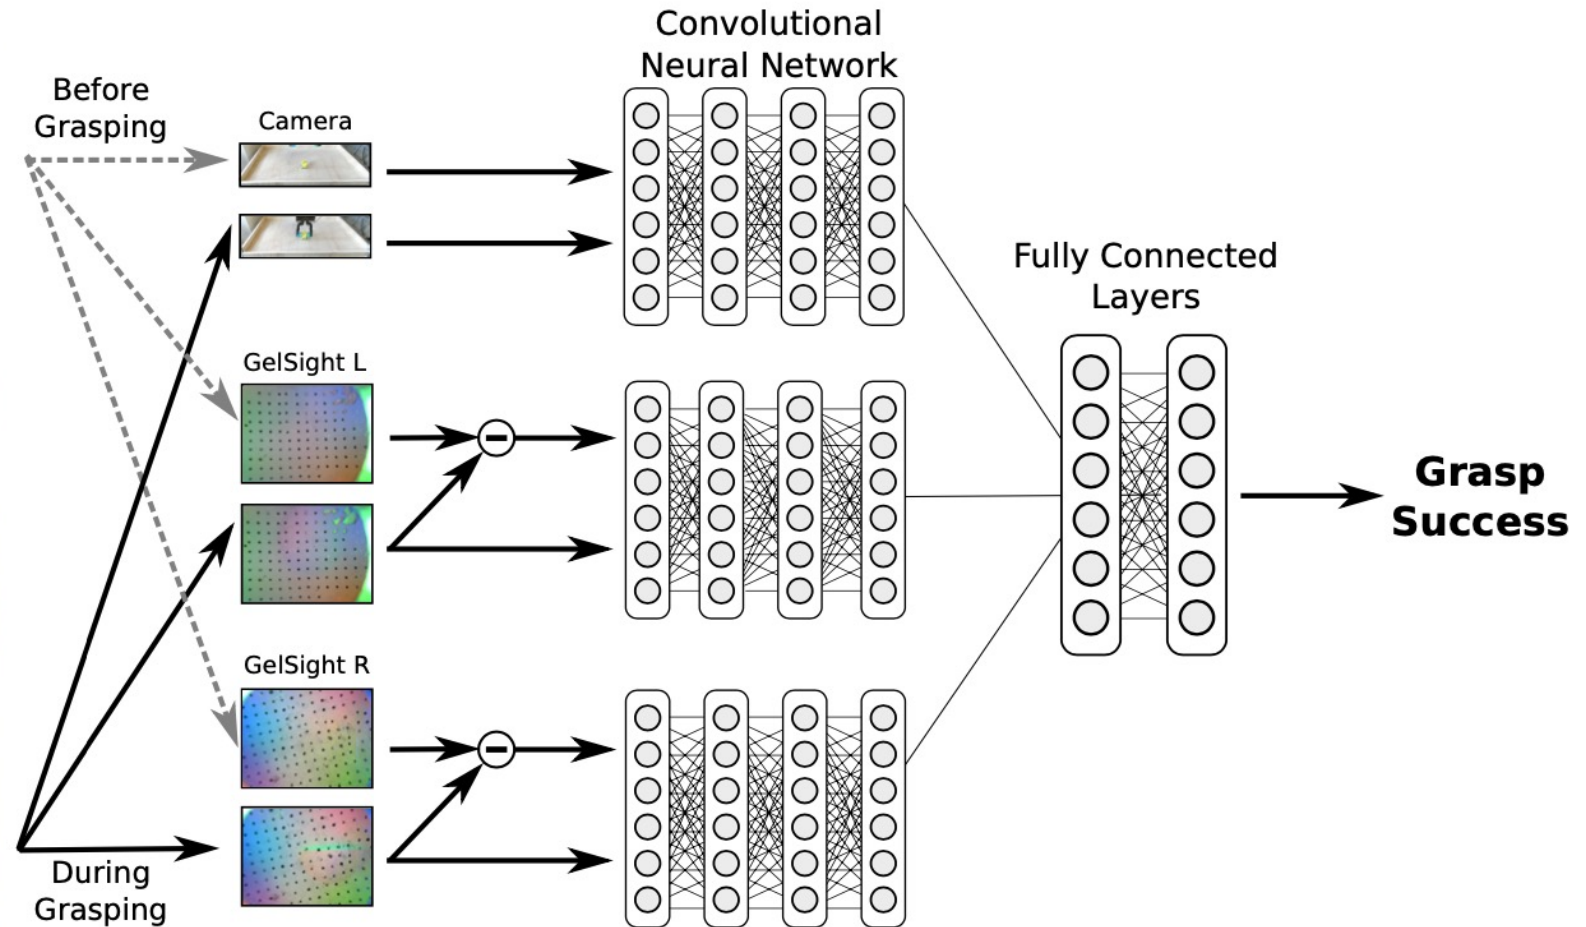 Convolutional
Neural Network
Before
Grasping
Camera
Fully Connected
Layers
GelSight L
Grasp
Success
GelSight R
During
Grasping